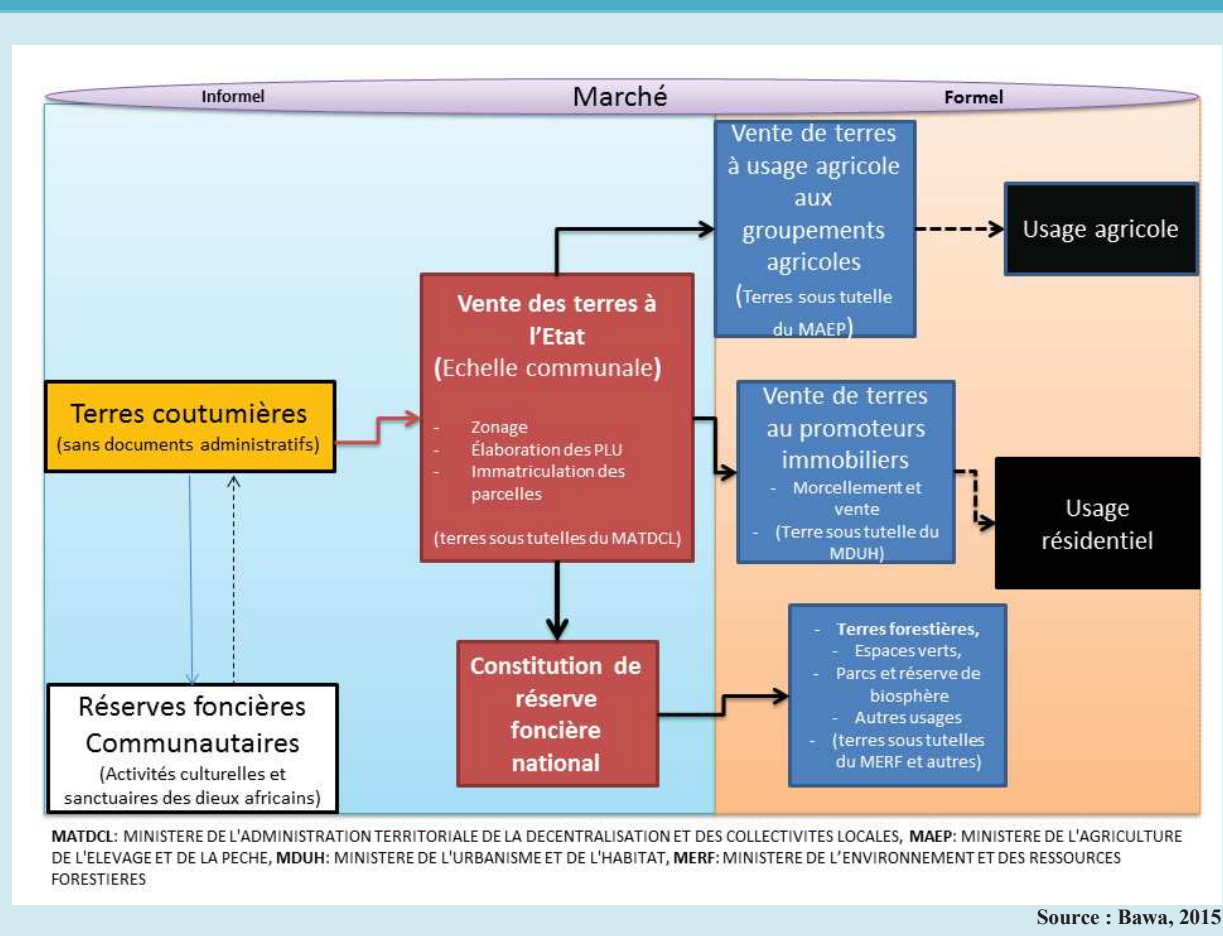 Informel
Marché
Formel
Vente de terres
à usage agricole
aux
groupements
agricoles
(Terres sous tutelle
du MAEP)
Usage agricole
Vente des terres à
l'Etat
(Echelle communale)
- Zonage
- Élaboration des PLU
- Immatriculation des
parcelles
(terres sous tutelles du MATDCL)
Terres coutumières
(sans documents administratifs)
Vente de terres
au promoteurs
immobiliers
- Morcellement et
vente
- (Terre sous tutelle du
MDUH)
Usage
résidentiel
Réserves foncières
Communautaires
(Activités culturelles et
sanctuaires des dieux africains)
Constitution de
réserve
foncière
national
- Terres forestières,
- Espaces verts,
- Parcs et réserve de
biosphère
- Autres usages
- (terres sous tutelles
du MERF et autres)
MATDCL: MINISTERE DE L'ADMINISTRATION TERRITORIALE DE LA DECENTRALISATION ET DES COLLECTIVITES LOCALES, MAEP: MINISTERE DE L'AGRICULTURE
DE L'ELEVAGE ET DE LA PECHE, MDUH: MINISTERE DE L'URBANISME ET DE L'HABITAT, MERF: MINISTERE DE L'ENVIRONNEMENT ET DES RESSOURCES
FORESTIERES
Source : Bawa, 2015